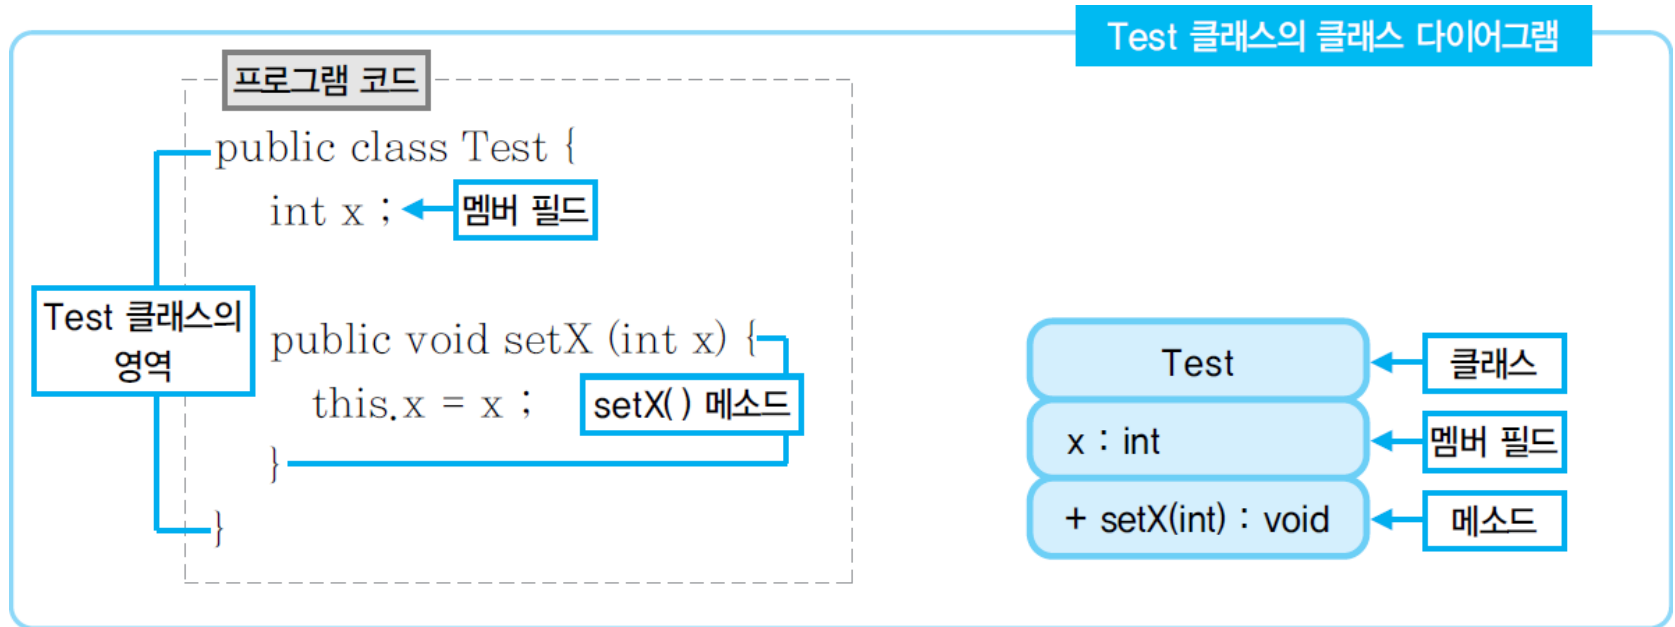 Test 클래스의 클래스 다이어그램
프로그램 코드
public class Test {
int x ;
멤버 필드
Test 클래스의
영역
public void setX (int x) {
this.x = x ;
setX( ) 메소드
}
}
Test
클래스
x : int
멤버 필드
+ setX(int) : void
메소드